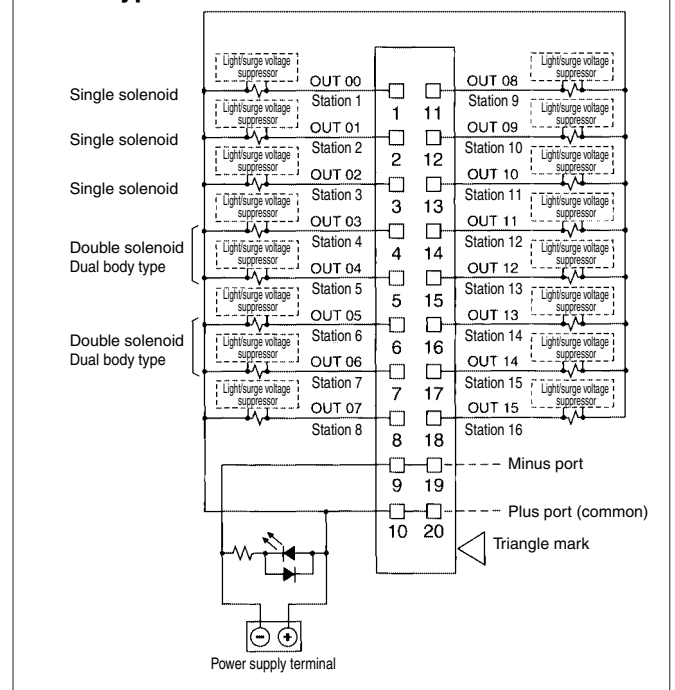 Light/surge voltage
suppressor
OUT 00
Station 1
Single solenoid
Light/surge voltage
suppressor
OUT 01
Station 2
Single solenoid
Light/surge voltage
suppressor
OUT 02
Station 3
Single solenoid
Light/surge voltage
suppressor
OUT 03
Station 4
Double solenoid
Dual body type
Light/surge voltage
suppressor
OUT 04
Station 5
Light/surge voltage
suppressor
OUT 05
Station 6
Double solenoid
Dual body type
Light/surge voltage
suppressor
OUT 06
Station 7
Light/surge voltage
suppressor
OUT 07
Station 8
1 11
2 12
3 13
4 14
5 15
6 16
7 17
8 18
9 19
10 20
OUT 08
Station 9
Light/surge voltage
suppressor
OUT 09
Station 10
Light/surge voltage
suppressor
OUT 10
Station 11
Light/surge voltage
suppressor
OUT 11
Station 12
Light/surge voltage
suppressor
OUT 12
Station 13
Light/surge voltage
suppressor
OUT 13
Station 14
Light/surge voltage
suppressor
OUT 14
Station 15
Light/surge voltage
suppressor
OUT 15
Station 16
Light/surge voltage
suppressor
Minus port
Plus port (common)
Triangle mark
− +
Power supply terminal